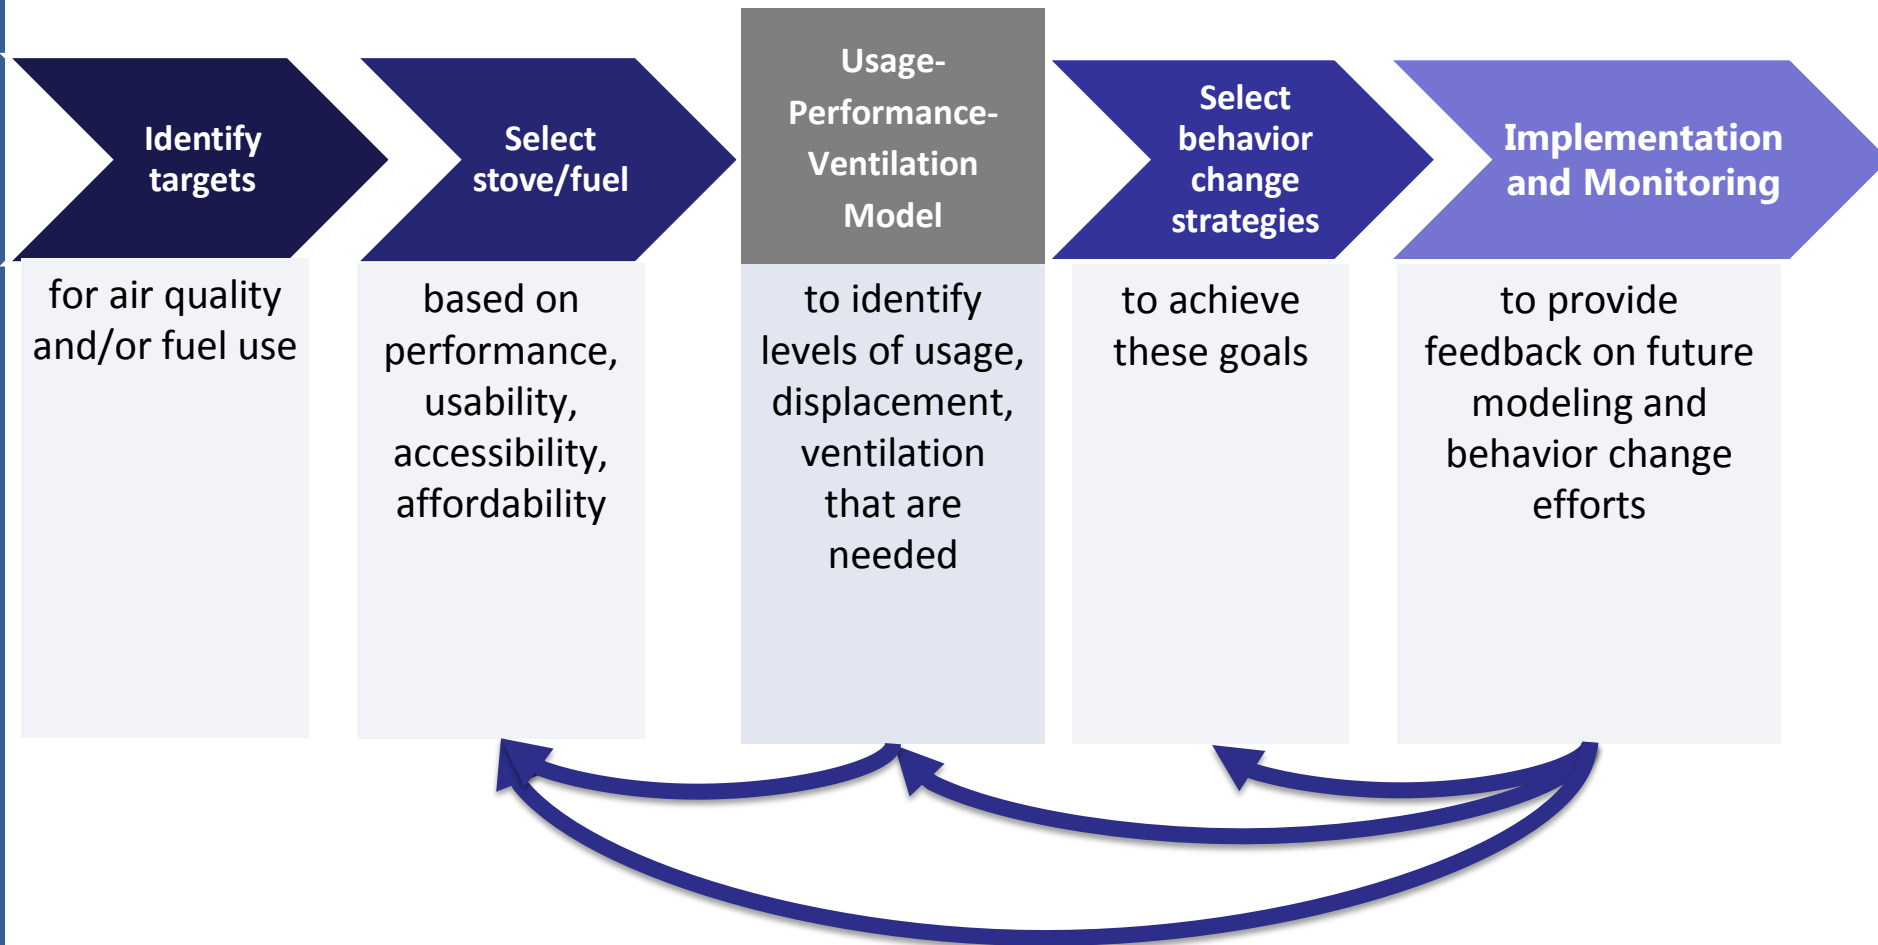 Identify
targets
for air quality
and/or fuel use
Select
stove/fuel
based on
performance,
usability,
accessibility,
affordability
Usage-
Performance-
Ventilation
Model
to identify
levels of usage,
displacement,
ventilation
that are
needed
Select
behavior
change
strategies
to achieve
these goals
Implementation
and Monitoring
to provide
feedback on future
modeling and
behavior change
efforts